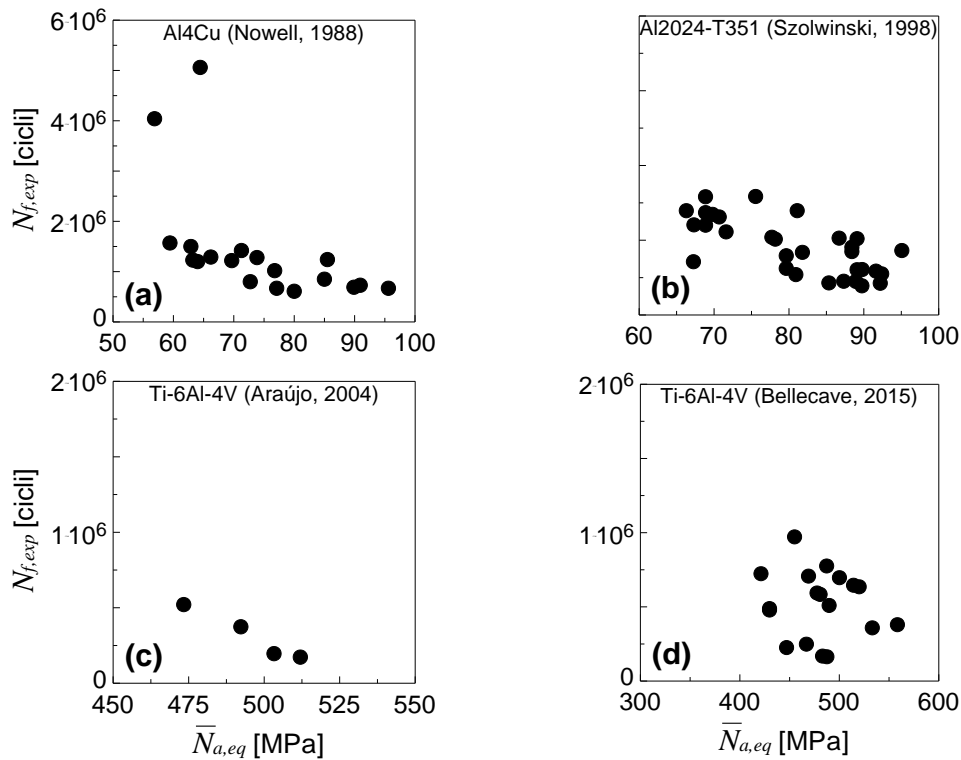 Al4Cu (Nowell, 1988)
6·10⁶
4·10⁶
2·10⁶
0
N_f,exp [cicli]
(a)
50 60 70 80 90 100
Al2024-T351 (Szolwinski, 1998)
(b)
60 70 80 90 100
Ti-6Al-4V (Araújo, 2004)
2·10⁶
1·10⁶
0
N_f,exp [cicli]
(c)
450 475 500 525 550
N̅_a,eq [MPa]
Ti-6Al-4V (Bellecave, 2015)
2·10⁶
1·10⁶
0
(d)
300 400 500 600
N̅_a,eq [MPa]